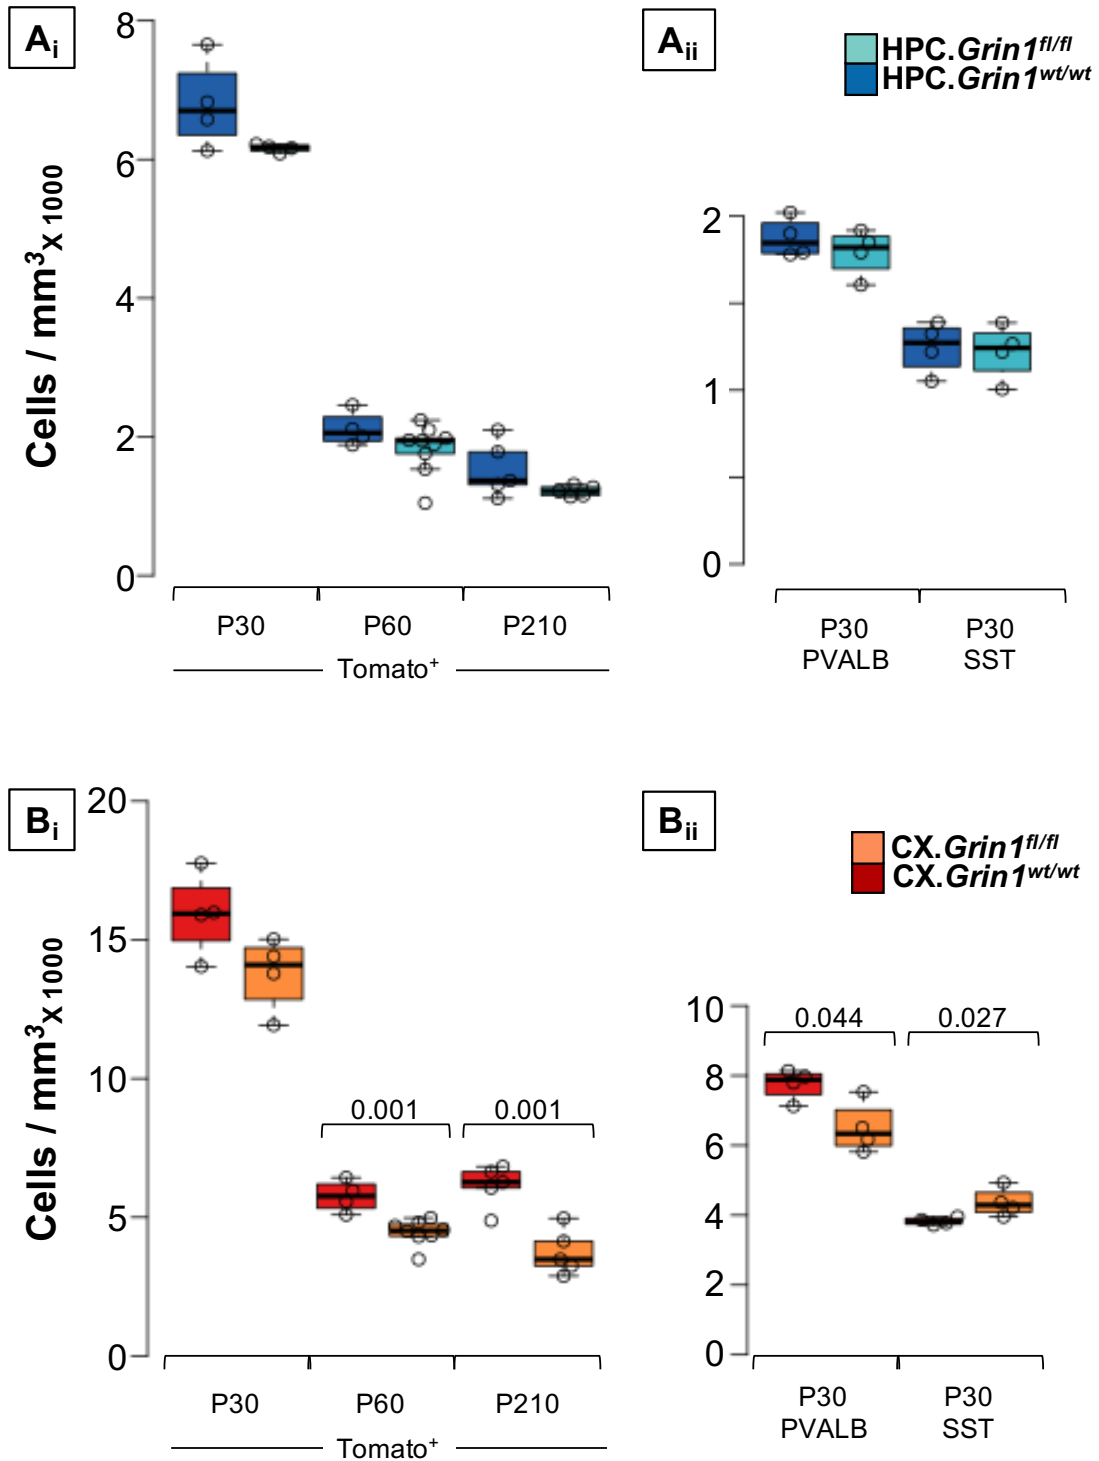 Ai
Aii
HPC.Grin1fl/fl
HPC.Grin1wt/wt
Cells / mm3 X 1000
8
6
4
2
0
P30 P60 P210
Tomato+
2
1
0
P30 P30
PVALB SST
Bi
Bii
CX.Grin1fl/fl
CX.Grin1wt/wt
Cells / mm3 X 1000
20
15
10
5
0
0.001 0.001
P30 P60 P210
Tomato+
10
8
6
4
2
0
0.044 0.027
P30 P30
PVALB SST